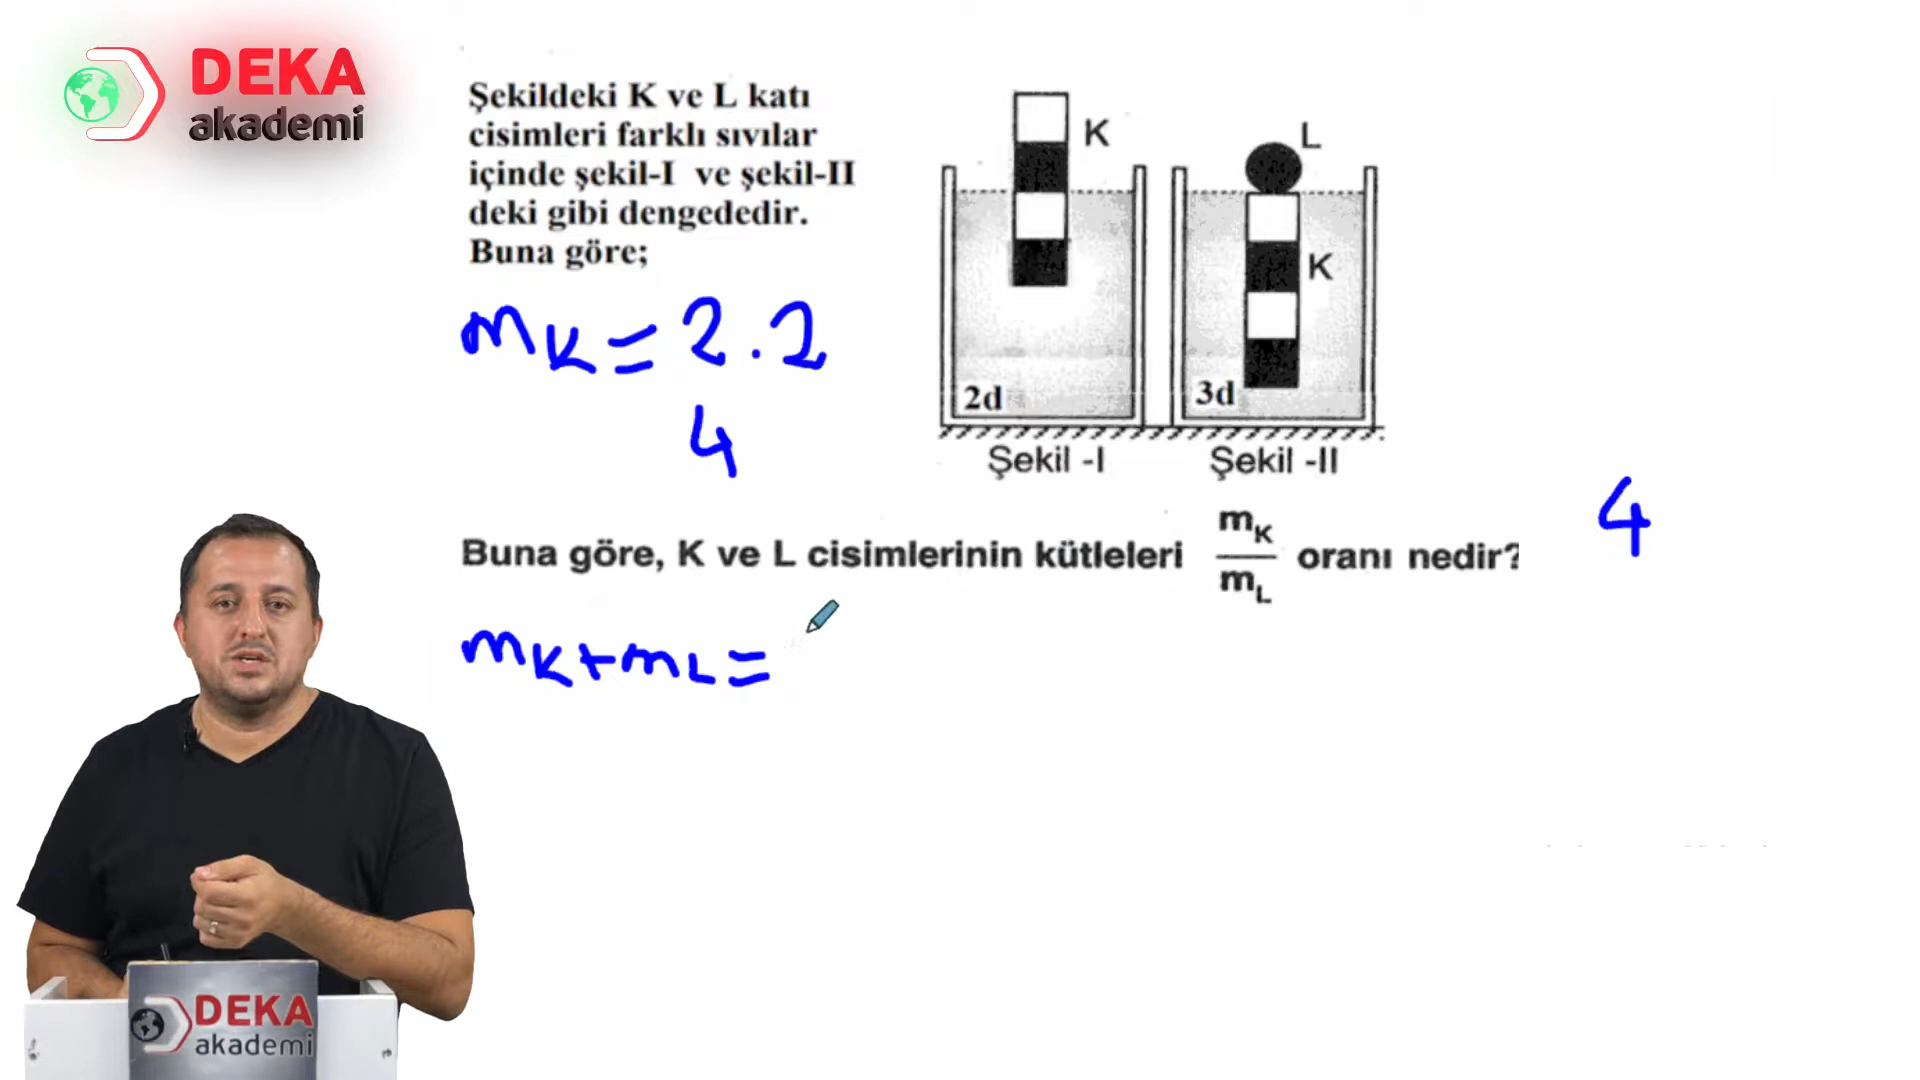 DEKA
akademi
Şekildeki K ve L katı
cisimleri farklı sıvılar
içinde şekil-I ve şekil-II
deki gibi dengededir.
Buna göre;
mK = 2.2
4
K
2d
Şekil -I
L
K
3d
Şekil -II
4
Buna göre, K ve L cisimlerinin kütleleri mK/mL oranı nedir?
mK+mL=
DEKA
akademi